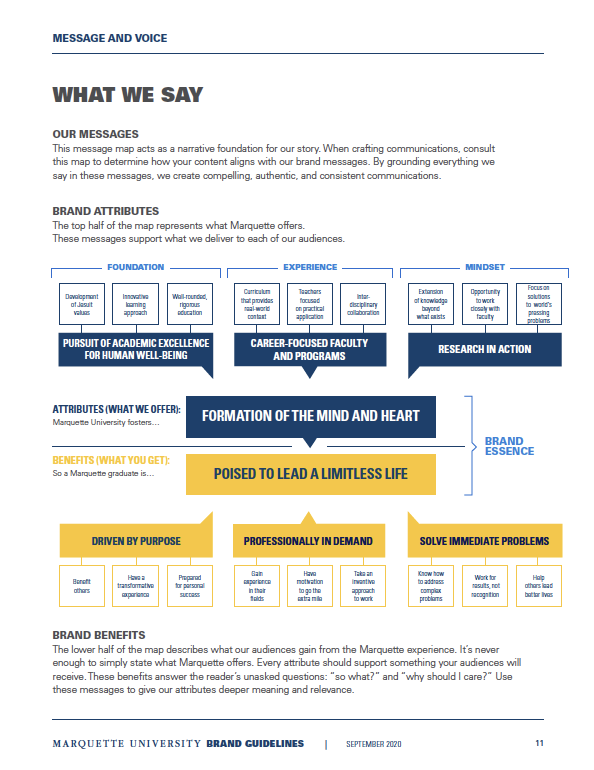 MESSAGE AND VOICE
WHAT WE SAY
OUR MESSAGES
This message map acts as a narrative foundation for our story. When crafting communications, consult
this map to determine how your content aligns with our brand messages. By grounding everything we
say in these messages, we create compelling, authentic, and consistent communications.
BRAND ATTRIBUTES
The top half of the map represents what Marquette offers.
These messages support what we deliver to each of our audiences.
FOUNDATION
Development
of Jesuit
values
Innovative
learning
approach
Well-rounded,
rigorous
education
PURSUIT OF ACADEMIC EXCELLENCE
FOR HUMAN WELL-BEING
EXPERIENCE
Curriculum
that provides
real-world
context
Teachers
focused
on practical
application
Inter-
disciplinary
collaboration
CAREER-FOCUSED FACULTY
AND PROGRAMS
MINDSET
Extension
of knowledge
beyond
what exists
Opportunity
to work
closely with
faculty
Focus on
solutions
to world's
pressing
problems
RESEARCH IN ACTION
ATTRIBUTES (WHAT WE OFFER):
Marquette University fosters...
FORMATION OF THE MIND AND HEART
BENEFITS (WHAT YOU GET):
So a Marquette graduate is...
POISED TO LEAD A LIMITLESS LIFE
BRAND
ESSENCE
DRIVEN BY PURPOSE
Benefit
others
Have a
transformative
experience
Prepared
for personal
success
PROFESSIONALLY IN DEMAND
Gain
experience
in their
fields
Have
motivation
to go the
extra mile
Take an
inventive
approach
to work
SOLVE IMMEDIATE PROBLEMS
Know how
to address
complex
problems
Work for
results, not
recognition
Help
others lead
better lives
BRAND BENEFITS
The lower half of the map describes what our audiences gain from the Marquette experience. It's never
enough to simply state what Marquette offers. Every attribute should support something your audiences will
receive. These benefits answer the reader's unasked questions: "so what?" and "why should I care?" Use
these messages to give our attributes deeper meaning and relevance.
MARQUETTE UNIVERSITY BRAND GUIDELINES | SEPTEMBER 2020 11